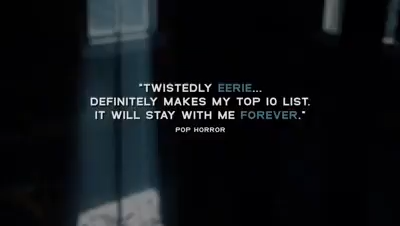 "TWISTEDLY EERIE...
DEFINITELY MAKES MY TOP 10 LIST.
IT WILL STAY WITH ME FOREVER."
POP HORROR